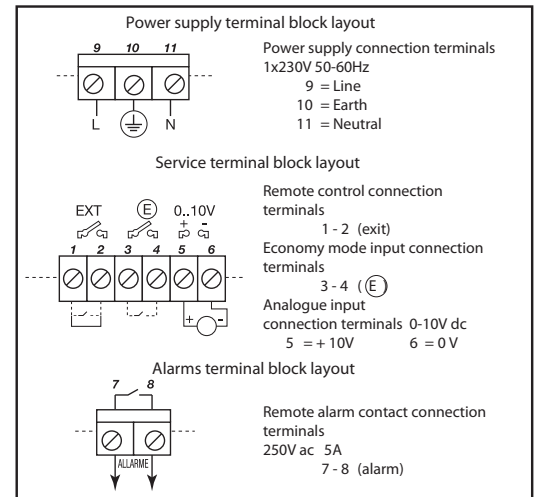 Power supply terminal block layout
9 10 11
L N
Power supply connection terminals
1x230V 50-60Hz
9 = Line
10 = Earth
11 = Neutral
Service terminal block layout
EXT E 0..10V
+ -
1 2 3 4 5 6
+ -
Remote control connection
terminals
1 - 2 (exit)
Economy mode input connection
terminals
3 - 4 ( E )
Analogue input
connection terminals 0-10V dc
5 = + 10V 6 = 0 V
Alarms terminal block layout
7 8
ALLARME
Remote alarm contact connection
terminals
250V ac 5A
7 - 8 (alarm)